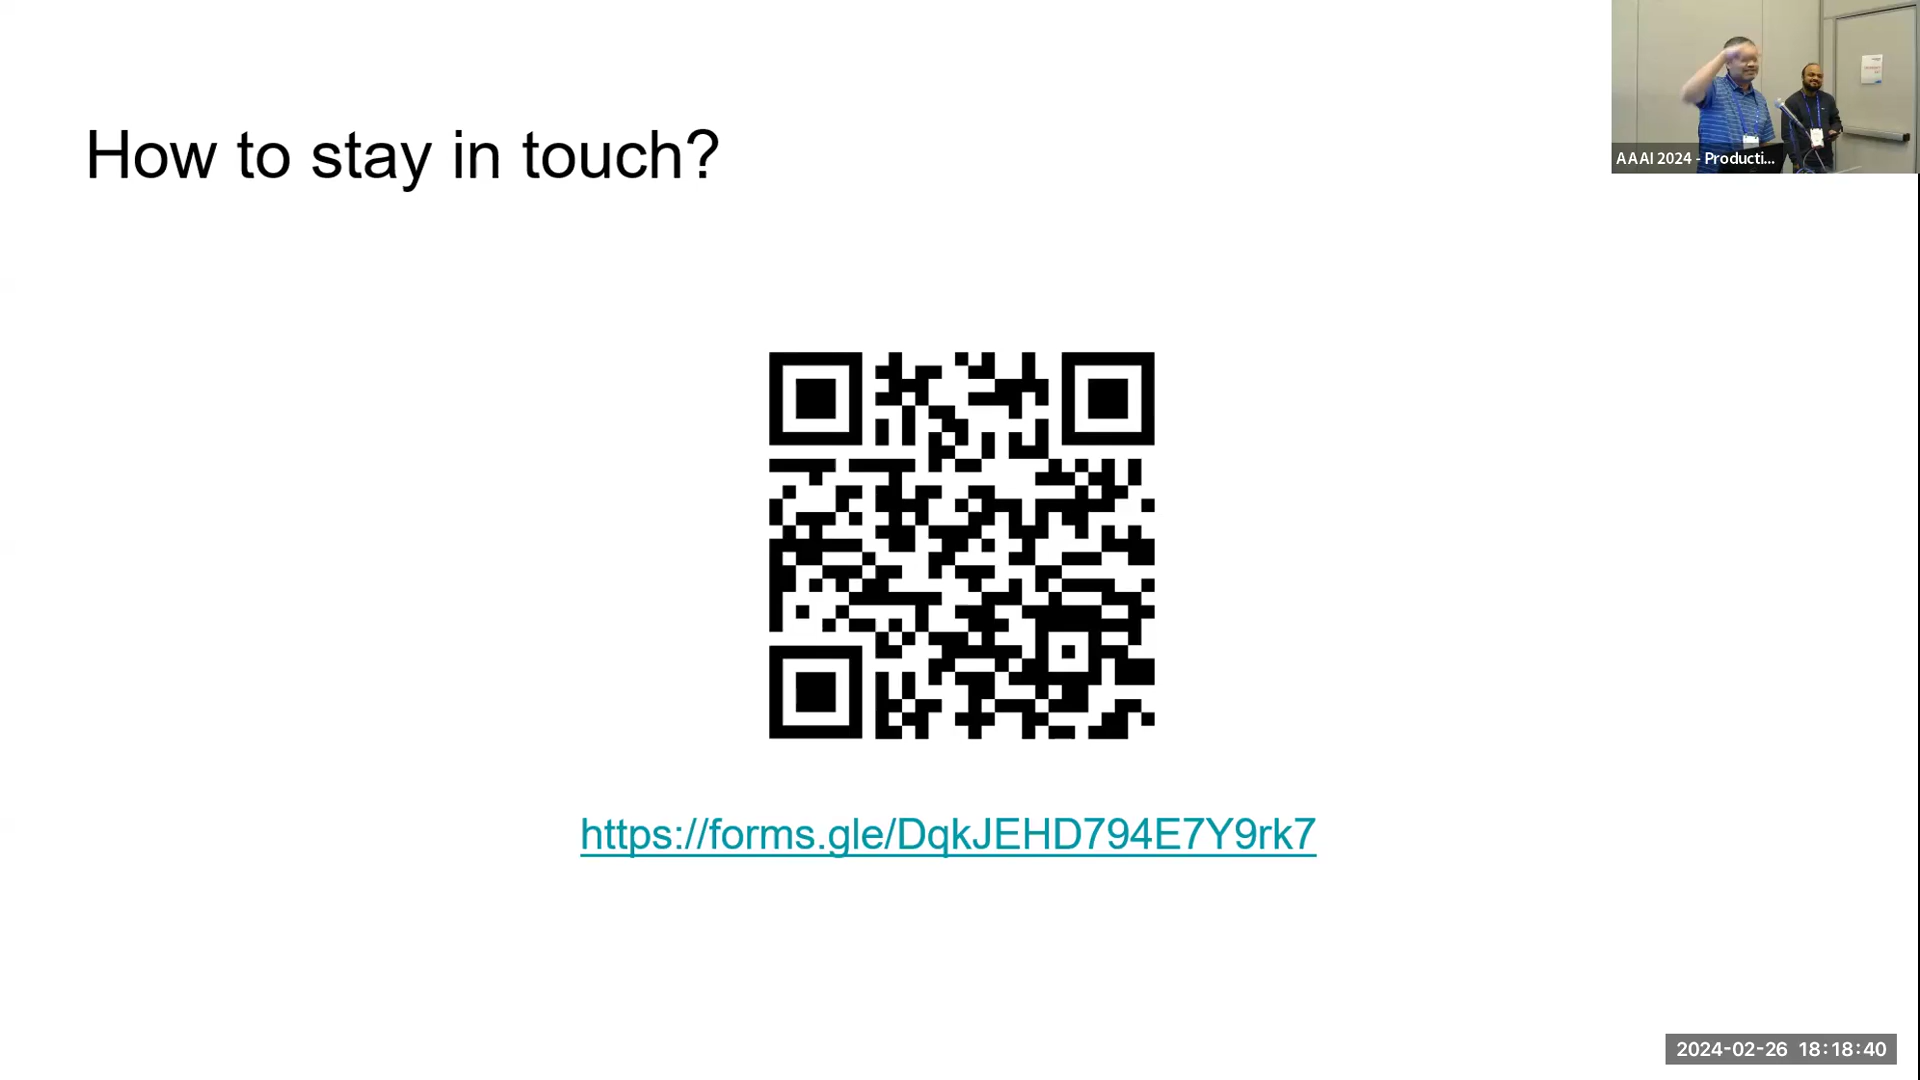 How to stay in touch?
AAAI 2024 - Producti...
https://forms.gle/DqkJEHD794E7Y9rk7
2024-02-26 18:18:40